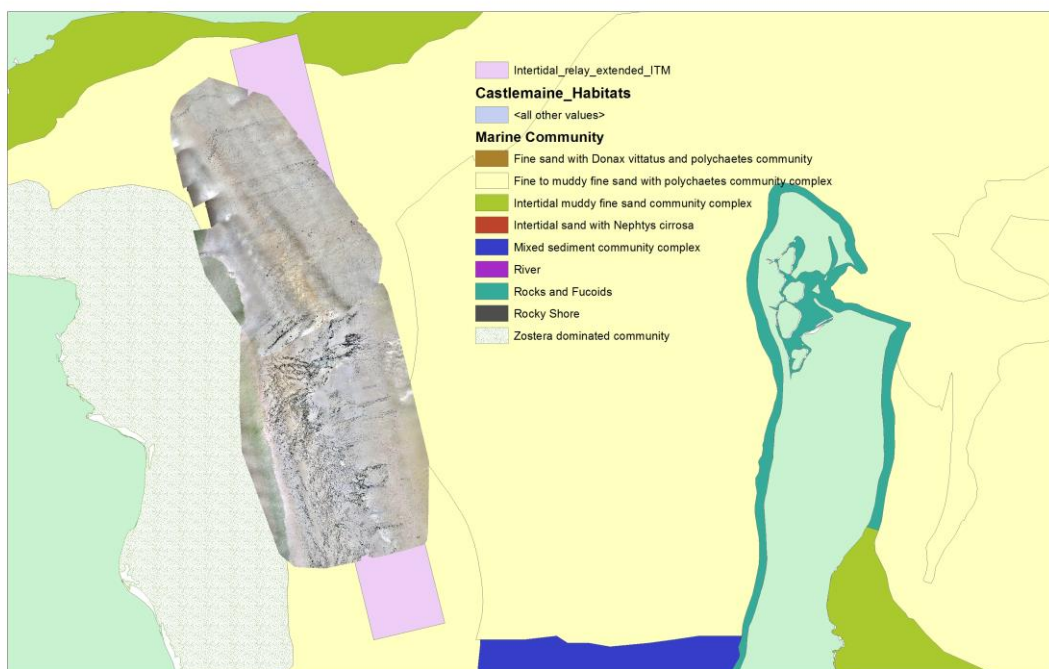 Intertidal_relay_extended_ITM
Castlemaine_Habitats
<all other values>
Marine Community
Fine sand with Donax vittatus and polychaetes community
Fine to muddy fine sand with polychaetes community complex
Intertidal muddy fine sand community complex
Intertidal sand with Nephtys cirrosa
Mixed sediment community complex
River
Rocks and Fucoids
Rocky Shore
Zostera dominated community